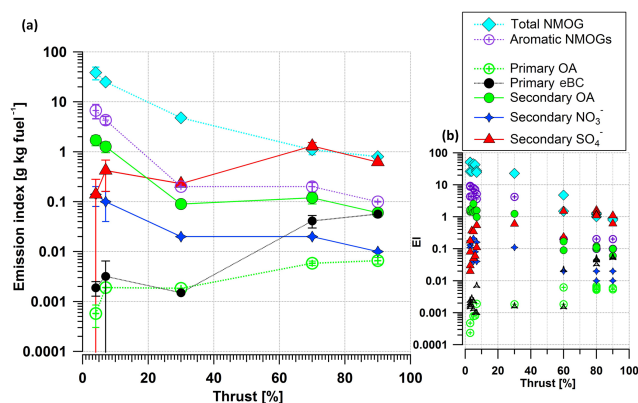 (a)
Emission index [g kg fuel⁻¹]
100
10
1
0.1
0.01
0.001
0.0001
0
20
40
60
80
100
Thrust [%]
Total NMOG
Aromatic NMOGs
Primary OA
Primary eBC
Secondary OA
Secondary NO₃⁻
Secondary SO₄⁻
(b)
EI
100
10
1
0.1
0.01
0.001
0.0001
0
20
40
60
80
100
Thrust [%]